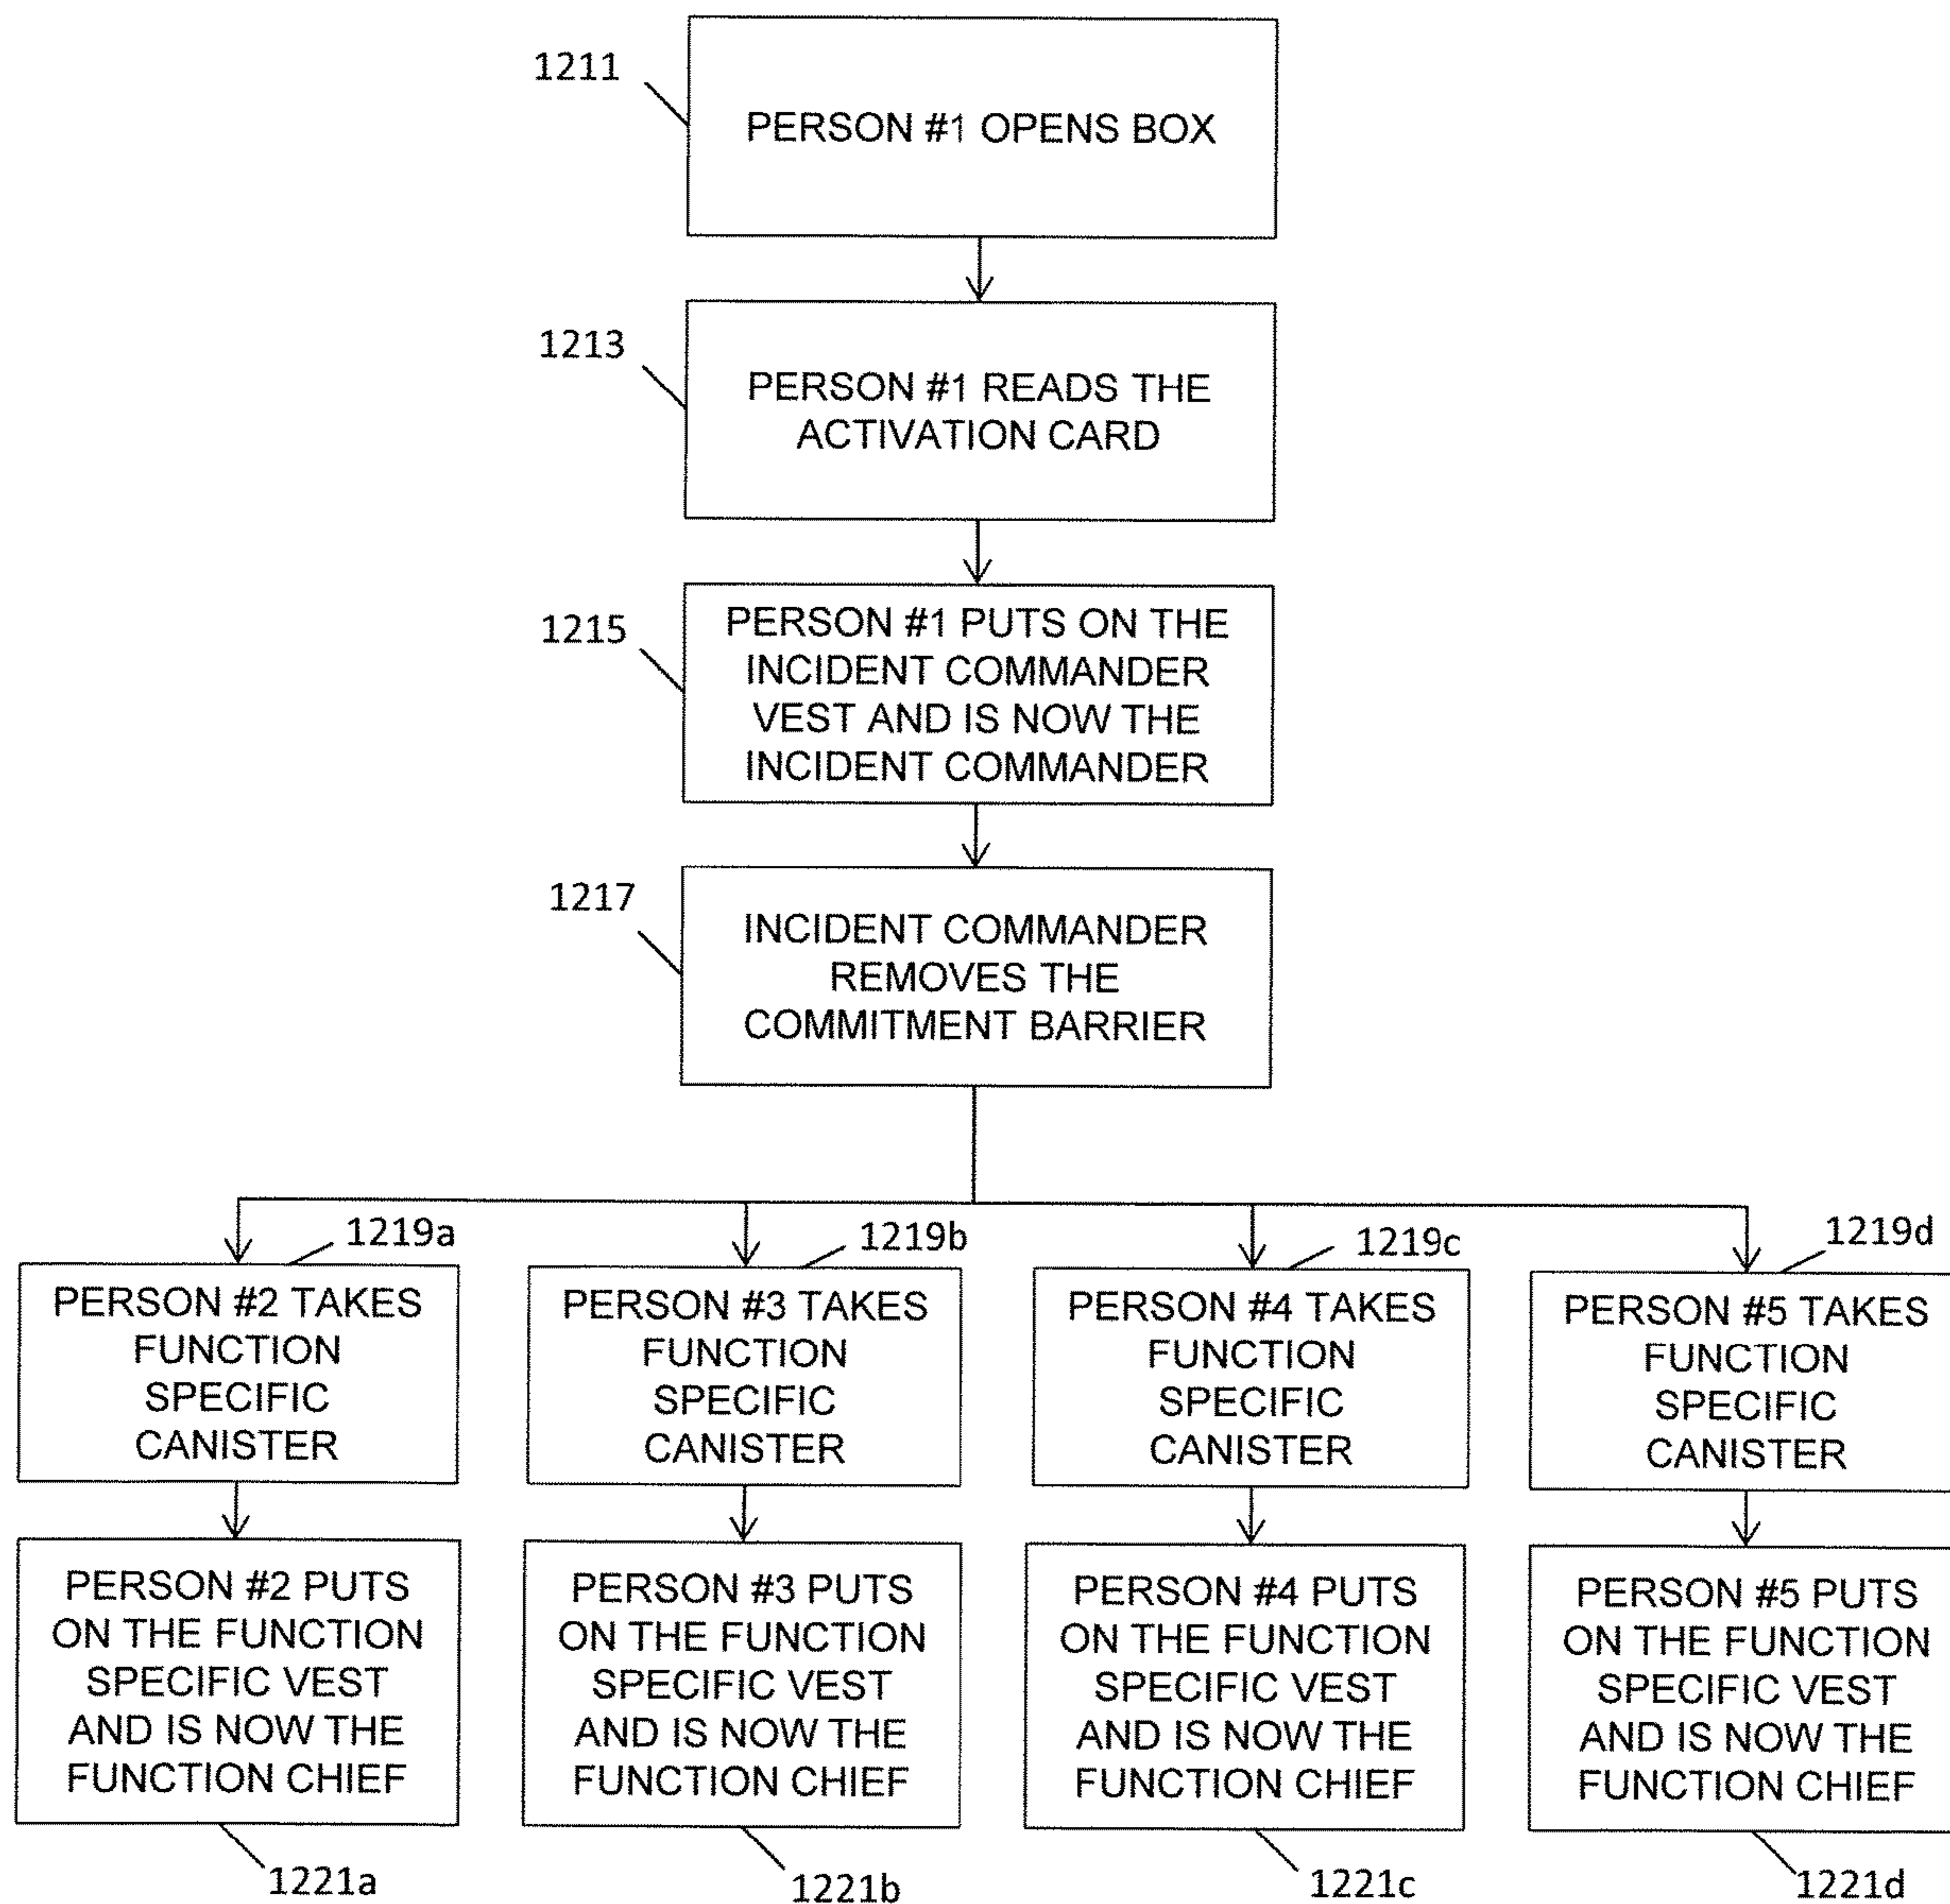 1211
PERSON #1 OPENS BOX
1213
PERSON #1 READS THE
ACTIVATION CARD
1215
PERSON #1 PUTS ON THE
INCIDENT COMMANDER
VEST AND IS NOW THE
INCIDENT COMMANDER
1217
INCIDENT COMMANDER
REMOVES THE
COMMITMENT BARRIER
1219a
PERSON #2 TAKES
FUNCTION
SPECIFIC
CANISTER
1219b
PERSON #3 TAKES
FUNCTION
SPECIFIC
CANISTER
1219c
PERSON #4 TAKES
FUNCTION
SPECIFIC
CANISTER
1219d
PERSON #5 TAKES
FUNCTION
SPECIFIC
CANISTER
PERSON #2 PUTS
ON THE FUNCTION
SPECIFIC VEST
AND IS NOW THE
FUNCTION CHIEF
1221a
PERSON #3 PUTS
ON THE FUNCTION
SPECIFIC VEST
AND IS NOW THE
FUNCTION CHIEF
1221b
PERSON #4 PUTS
ON THE FUNCTION
SPECIFIC VEST
AND IS NOW THE
FUNCTION CHIEF
1221c
PERSON #5 PUTS
ON THE FUNCTION
SPECIFIC VEST
AND IS NOW THE
FUNCTION CHIEF
1221d